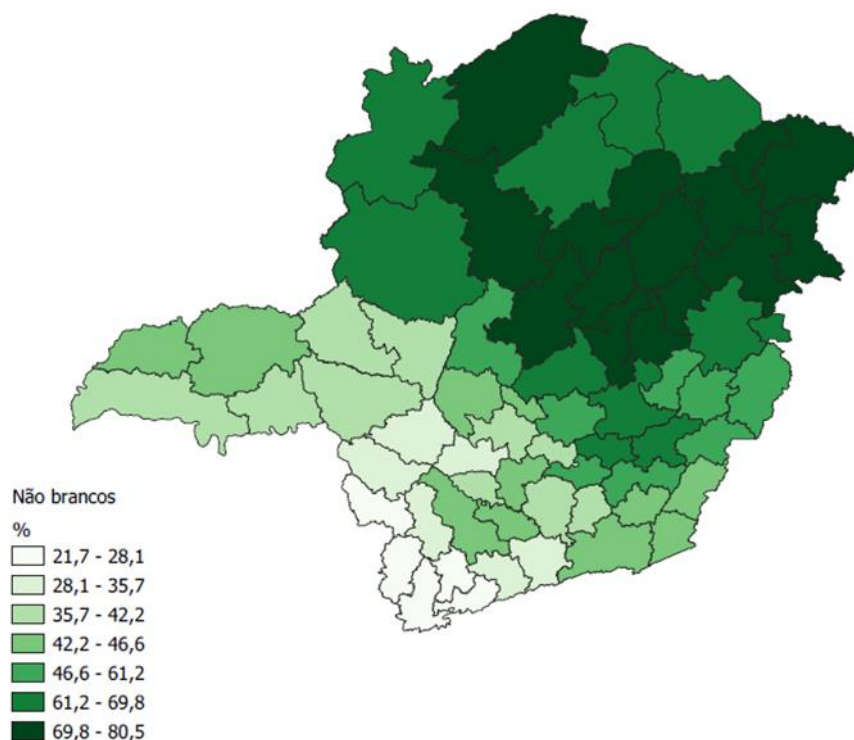 Não brancos
%
21,7 - 28,1
28,1 - 35,7
35,7 - 42,2
42,2 - 46,6
46,6 - 61,2
61,2 - 69,8
69,8 - 80,5